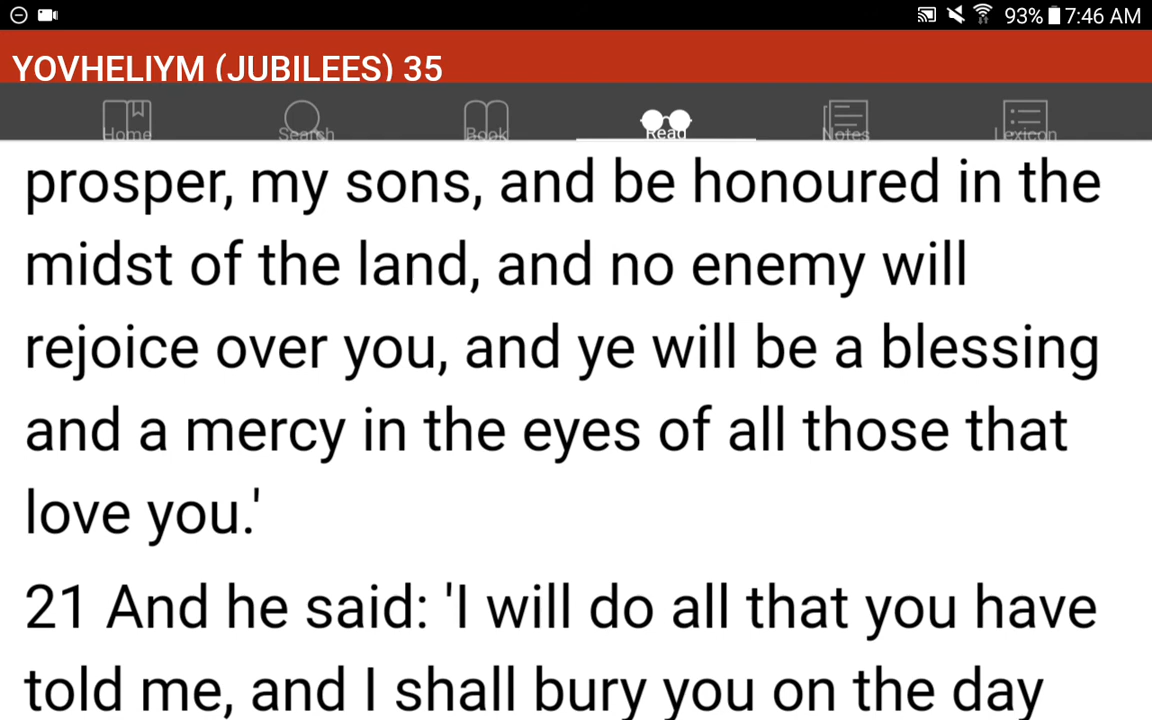 93% 7:46 AM
YOVHELIYM (JUBILEES) 35
Home Search Book Read Notes Lexicon
prosper, my sons, and be honoured in the
midst of the land, and no enemy will
rejoice over you, and ye will be a blessing
and a mercy in the eyes of all those that
love you.'
21 And he said: 'I will do all that you have
told me, and I shall bury you on the day